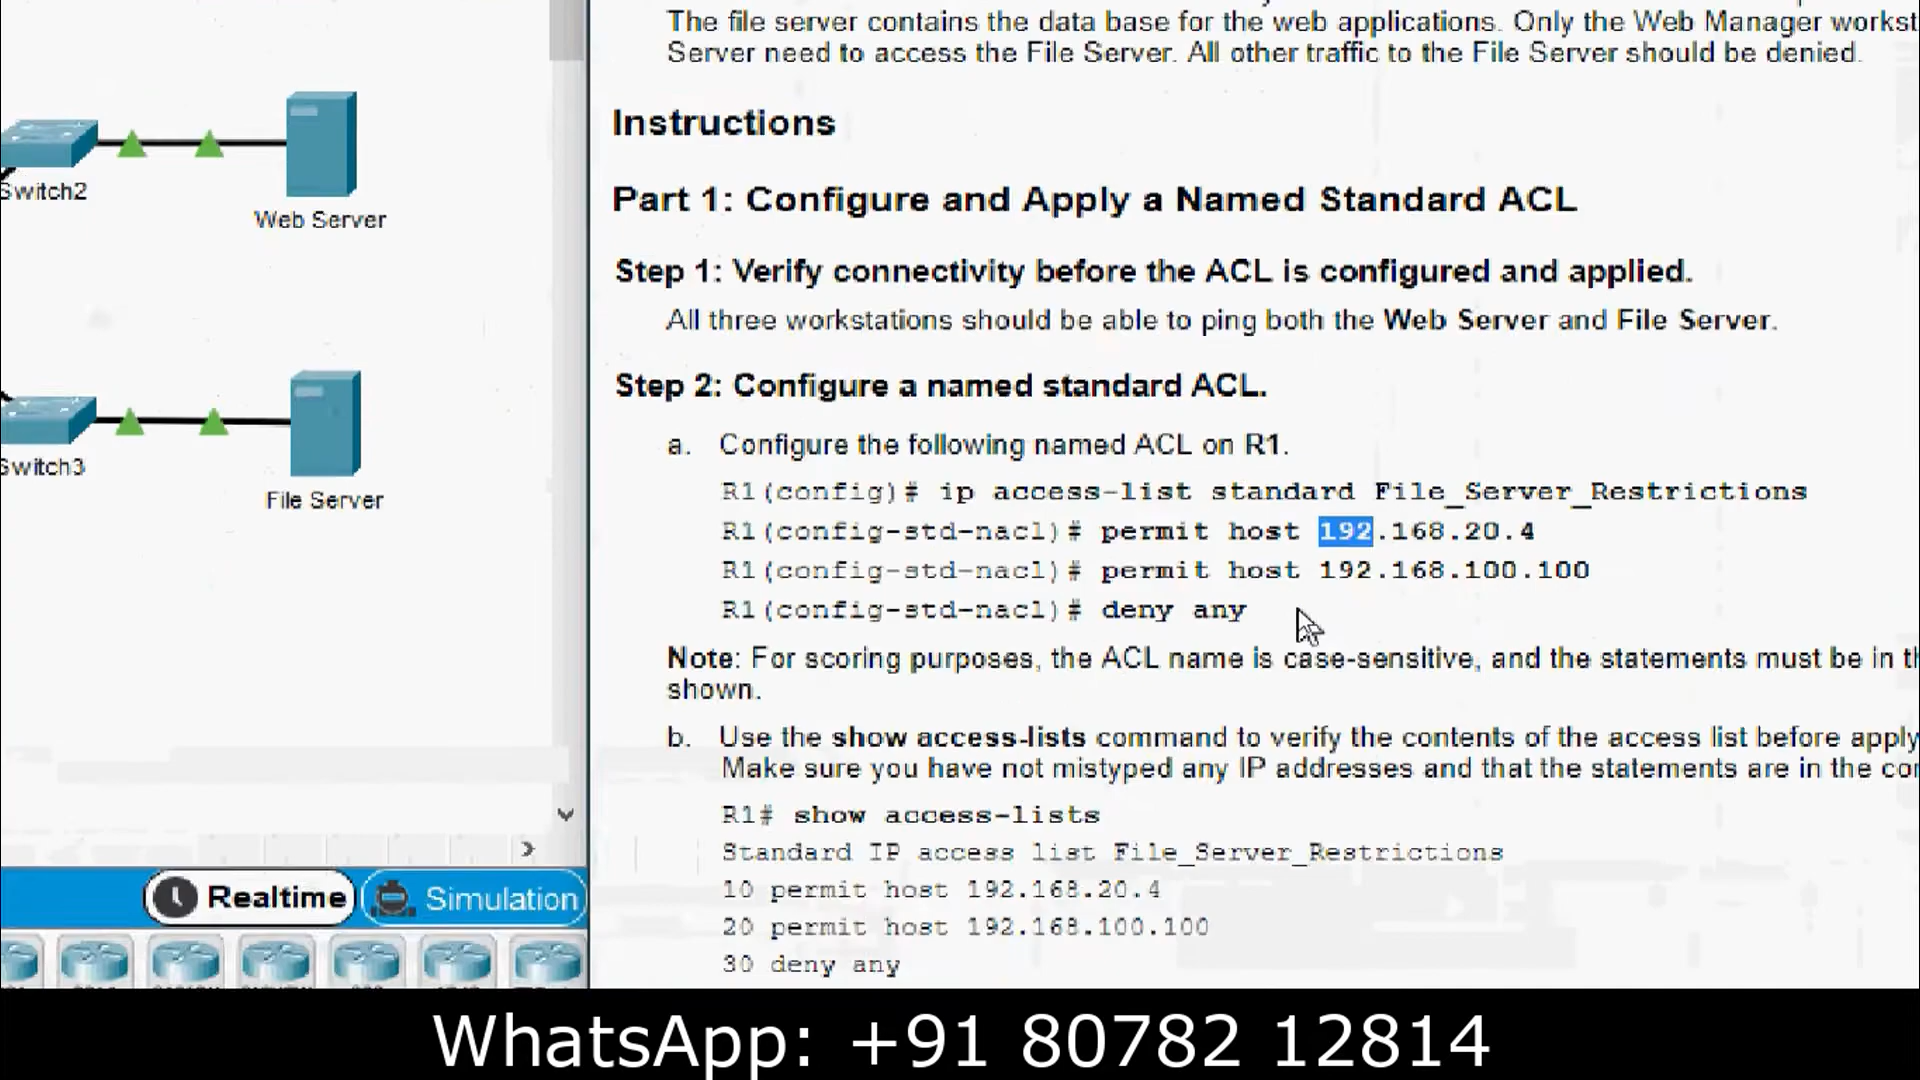 The file server contains the data base for the web applications. Only the Web Manager
Server need to access the File Server. All other traffic to the File Server should be denied.
Instructions
Part 1: Configure and Apply a Named Standard ACL
Step 1: Verify connectivity before the ACL is configured and applied.
All three workstations should be able to ping both the Web Server and File Server.
Step 2: Configure a named standard ACL.
a. Configure the following named ACL on R1.
R1(config)# ip access-list standard File_Server_Restrictions
R1(config-std-nacl)# permit host 192.168.20.4
R1(config-std-nacl)# permit host 192.168.100.100
R1(config-std-nacl)# deny any
Note: For scoring purposes, the ACL name is case-sensitive, and the statements must be in
shown.
b. Use the show access-lists command to verify the contents of the access list before
Make sure you have not mistyped any IP addresses and that the statements are in the
R1# show access-lists
Standard IP access list File_Server_Restrictions
10 permit host 192.168.20.4
20 permit host 192.168.100.100
30 deny any
Switch2
Web Server
Switch3
File Server
Realtime
Simulation
WhatsApp: +91 80782 12814